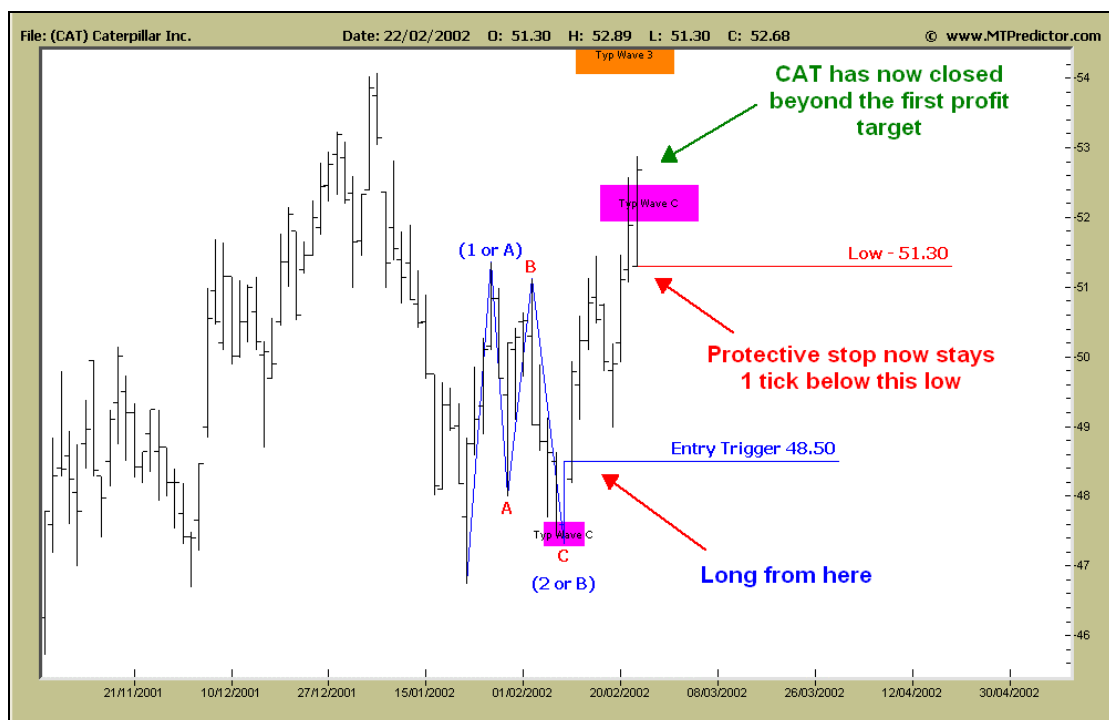 File: (CAT) Caterpillar Inc. Date: 22/02/2002 O: 51.30 H: 52.89 L: 51.30 C: 52.68 © www.MTPredictor.com
Typ Wave 3
CAT has now closed
beyond the first profit
target
Typ Wave C
(1 or A)
B
Low - 51.30
Protective stop now stays
1 tick below this low
Entry Trigger 48.50
A
Typ Wave C
C
(2 or B)
Long from here
54
53
52
51
50
49
48
47
46
21/11/2001 10/12/2001 27/12/2001 15/01/2002 01/02/2002 20/02/2002 08/03/2002 26/03/2002 12/04/2002 30/04/2002